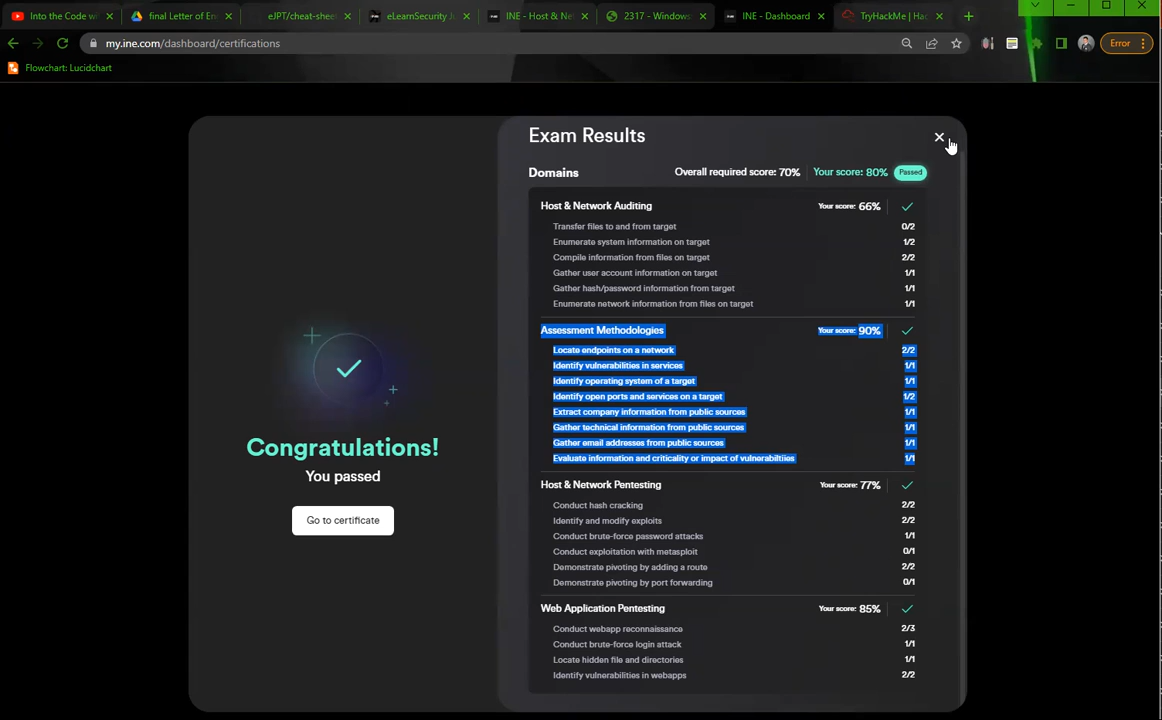 Into the Code wi
final Letter of En
eJPT/cheat-shee
eLearnSecurity Ju
INE - Host & Ne
2317 - Windows
INE - Dashboard
TryHackMe | Hac
my.ine.com/dashboard/certifications
Error
Flowchart: Lucidchart
Exam Results
Domains Overall required score: 70% Your score: 80% Passed
Host & Network Auditing Your score: 66%
Transfer files to and from target 0/2
Enumerate system information on target 1/2
Compile information from files on target 2/2
Gather user account information on target 1/1
Gather hash/password information from target 1/1
Enumerate network information from files on target 1/1
Assessment Methodologies Your score: 90%
Locate endpoints on a network 2/2
Identify vulnerabilities in services 1/1
Identify operating system of a target 1/1
Identify open ports and services on a target 1/2
Extract company information from public sources 1/1
Gather technical information from public sources 1/1
Gather email addresses from public sources 1/1
Evaluate information and criticality or impact of vulnerabiltiies 1/1
Host & Network Pentesting Your score: 77%
Conduct hash cracking 2/2
Identify and modify exploits 2/2
Conduct brute-force password attacks 1/1
Conduct exploitation with metasploit 0/1
Demonstrate pivoting by adding a route 2/2
Demonstrate pivoting by port forwarding 0/1
Web Application Pentesting Your score: 85%
Conduct webapp reconnaissance 2/3
Conduct brute-force login attack 1/1
Locate hidden file and directories 1/1
Identify vulnerabilities in webapps 2/2
Congratulations!
You passed
Go to certificate